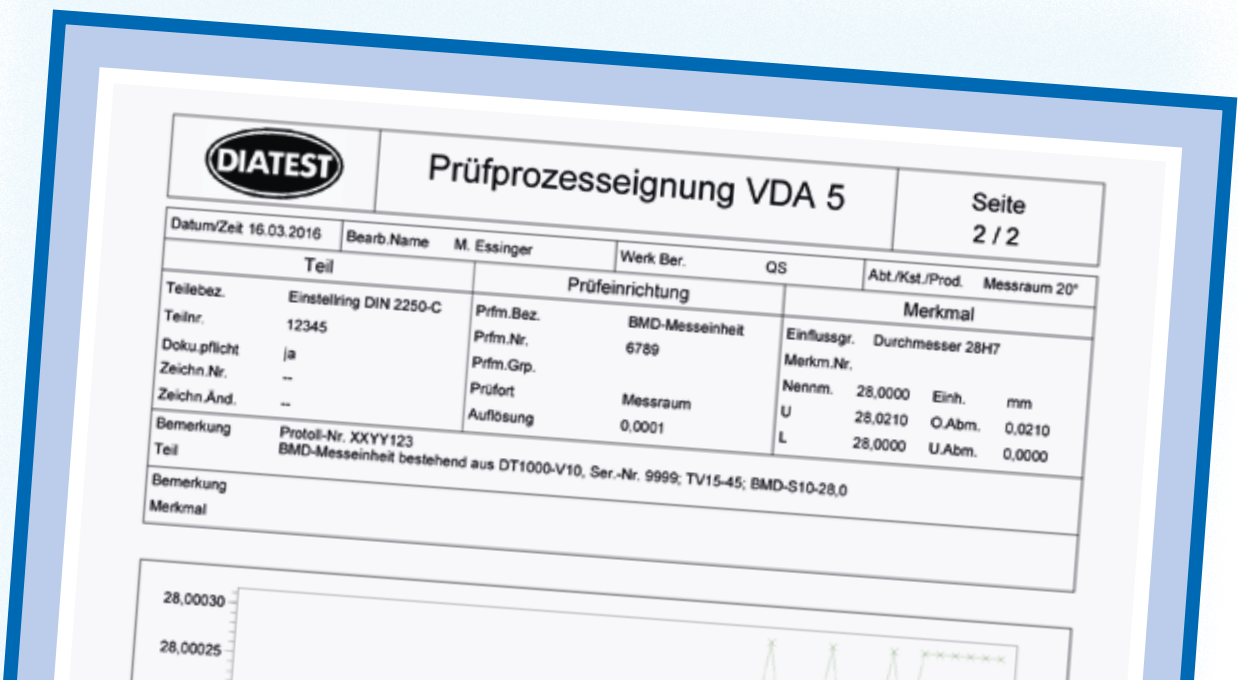 DIATEST
Prüfprozesseignung VDA 5
Seite
2 / 2
Datum/Zeit 16.03.2016 Bearb.Name M. Essinger Werk Ber. QS Abt./Kst./Prod. Messraum 20°
Teil
Teilebez. Einstellring DIN 2250-C
Teilnr. 12345
Doku.pflicht ja
Zeichn.Nr. --
Zeichn.Änd. --
Prüfeinrichtung
Prfm.Bez. BMD-Messeinheit
Prfm.Nr. 6789
Prfm.Grp.
Prüfort Messraum
Auflösung 0,0001
Merkmal
Einflussgr. Durchmesser 28H7
Merkm.Nr.
Nennm. 28,0000 Einh. mm
U 28,0210 O.Abm. 0,0210
L 28,0000 U.Abm. 0,0000
Bemerkung Protoll-Nr. XXYY123
Teil BMD-Messeinheit bestehend aus DT1000-V10, Ser.-Nr. 9999; TV15-45; BMD-S10-28,0
Bemerkung
Merkmal
28,00030
28,00025